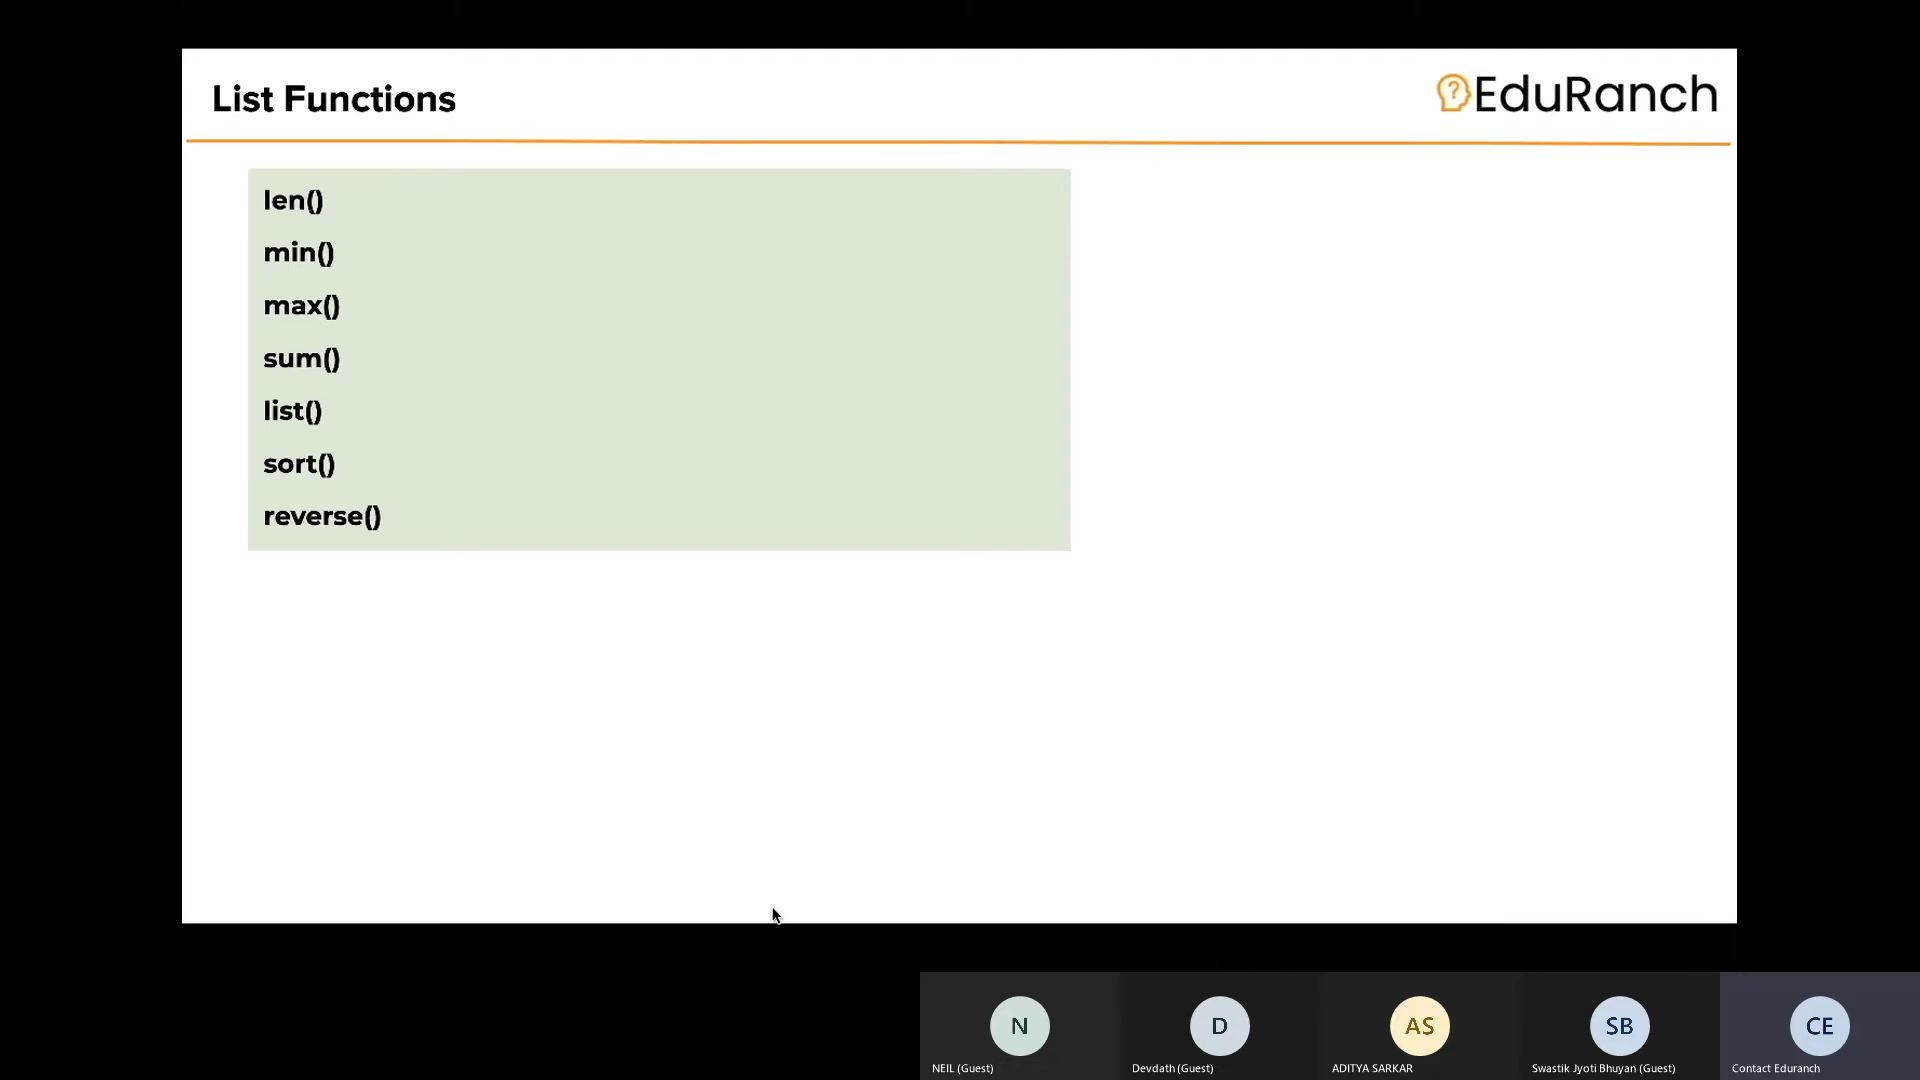 List Functions
EduRanch
len()
min()
max()
sum()
list()
sort()
reverse()
N
D
AS
SB
CE
NEIL (Guest)
Devdath (Guest)
ADITYA SARKAR
Swastik Jyoti Bhuyan (Guest)
Contact Eduranch